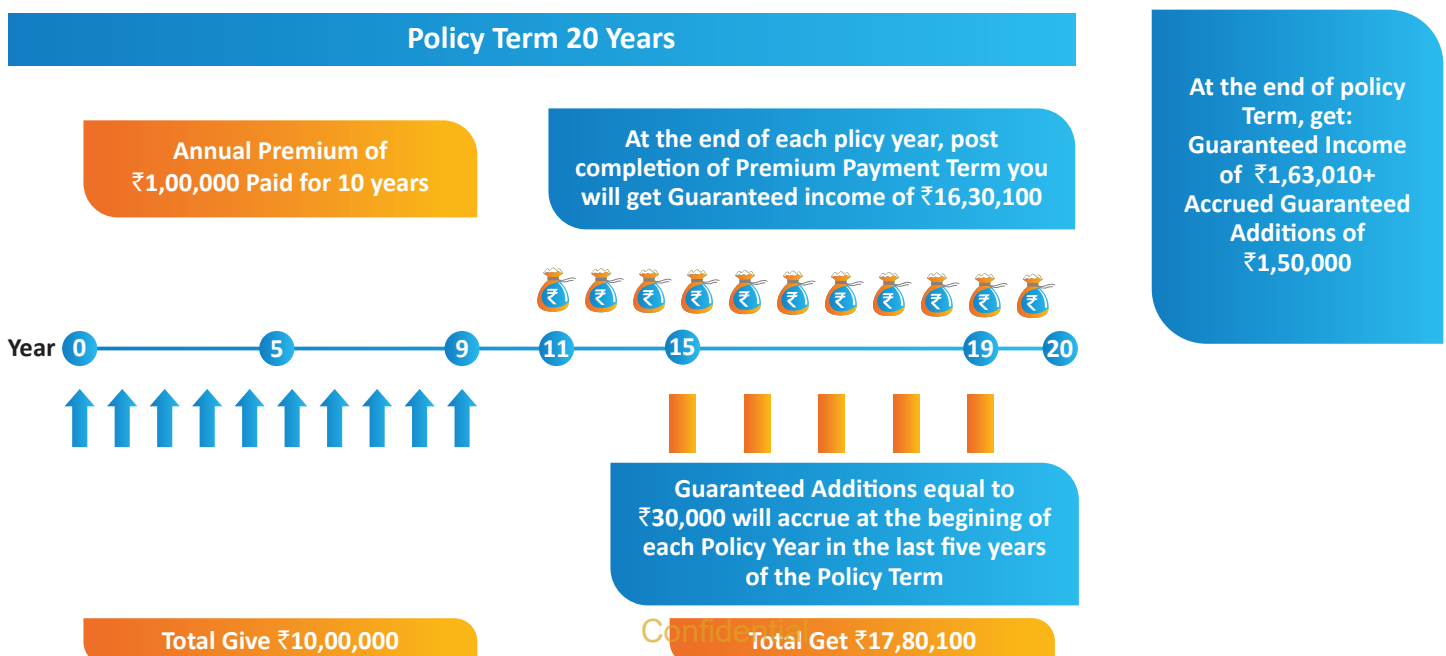 Policy Term 20 Years
Annual Premium of
₹1,00,000 Paid for 10 years
At the end of each plicy year, post
completion of Premium Payment Term you
will get Guaranteed income of ₹16,30,100
At the end of policy
Term, get:
Guaranteed Income
of ₹1,63,010+
Accrued Guaranteed
Additions of
₹1,50,000
₹ ₹ ₹ ₹ ₹ ₹ ₹ ₹ ₹ ₹ ₹
Year 0 5 9 11 15 19 20
Guaranteed Additions equal to
₹30,000 will accrue at the begining of
each Policy Year in the last five years
of the Policy Term
Total Give ₹10,00,000
Confidential
Total Get ₹17,80,100